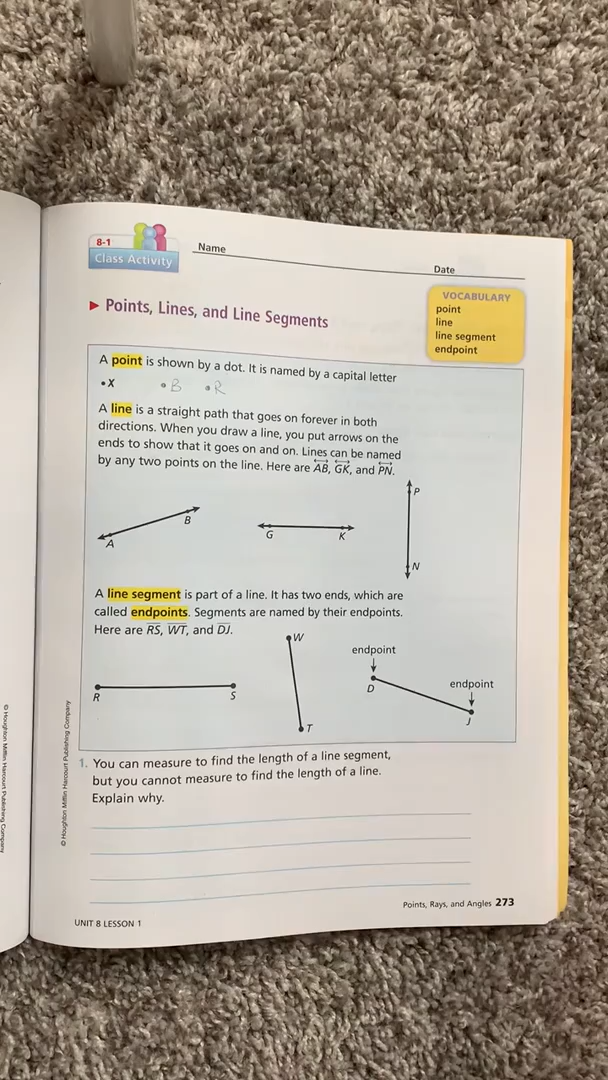 8-1
Class Activity
Name
Date
VOCABULARY
point
line
line segment
endpoint
► Points, Lines, and Line Segments
A point is shown by a dot. It is named by a capital letter
•X •B •R
A line is a straight path that goes on forever in both
directions. When you draw a line, you put arrows on the
ends to show that it goes on and on. Lines can be named
by any two points on the line. Here are AB, GK, and PN.
A B G K P N
A line segment is part of a line. It has two ends, which are
called endpoints. Segments are named by their endpoints.
Here are RS, WT, and DJ.
R S W T
endpoint
D
endpoint
J
1. You can measure to find the length of a line segment,
but you cannot measure to find the length of a line.
Explain why.
© Houghton Mifflin Harcourt Publishing Company
© Houghton Mifflin Harcourt Publishing Company
UNIT 8 LESSON 1
Points, Rays, and Angles 273